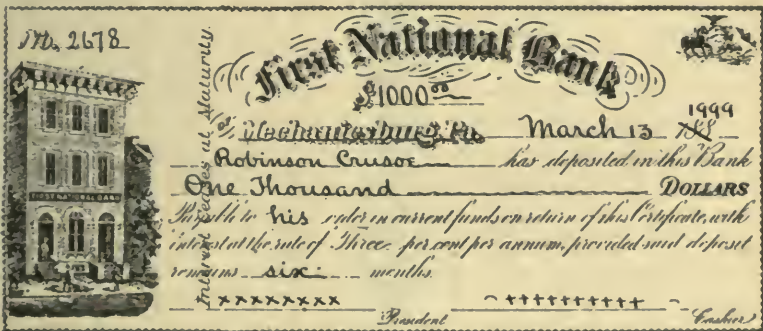 No. 2678
First National Bank
$1000.00
of Mechanicsburg, Pa. March 13 1999 188
Robinson Crusoe has deposited in this Bank
One Thousand DOLLARS
Payable to his order in current funds on return of this Certificate, with
interest at the rate of Three per cent per annum, provided said deposit
remains six months.
xxxxxxxx ++++++++++
President Cashier
Interest ceases at Maturity.
FIRST NATIONAL BANK